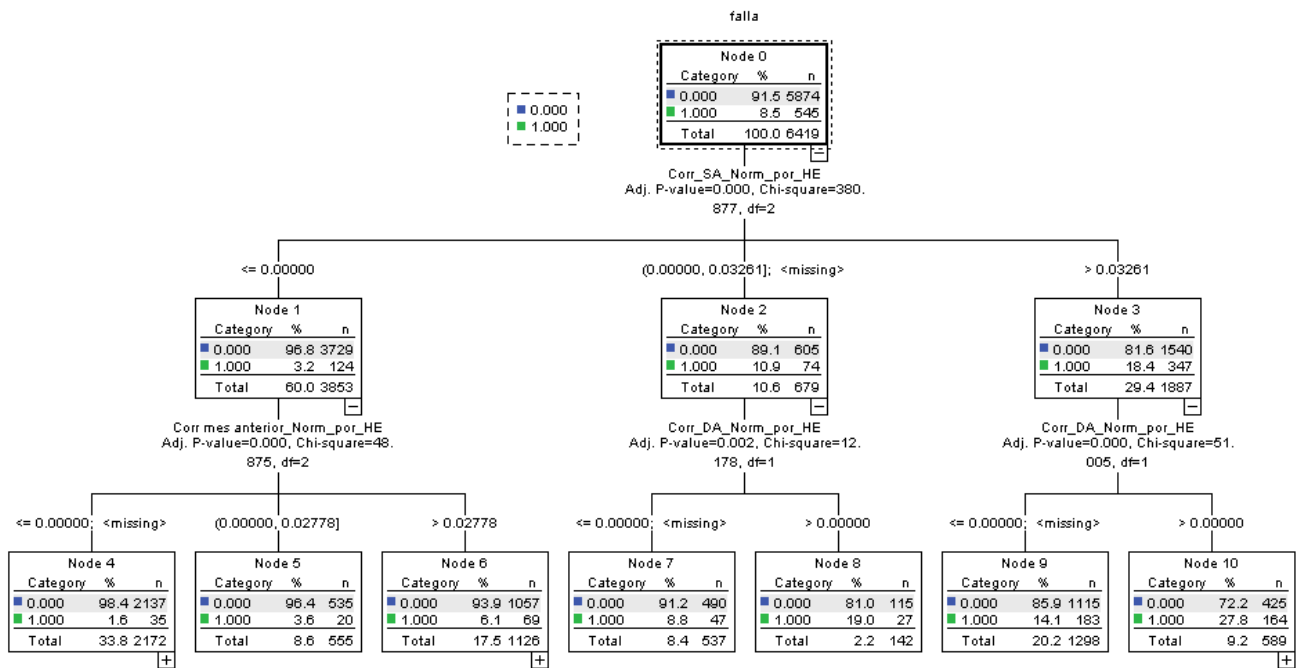 falla
Node 0
Category % n
0.000 91.5 5874
1.000 8.5 545
Total 100.0 6419
0.000
1.000
Corr_SA_Norm_por_HE
Adj. P-value=0.000, Chi-square=380.
877, df=2
<= 0.00000
(0.00000, 0.03261]; <missing>
> 0.03261
Node 1
Category % n
0.000 96.8 3729
1.000 3.2 124
Total 60.0 3853
Node 2
Category % n
0.000 89.1 605
1.000 10.9 74
Total 10.6 679
Node 3
Category % n
0.000 81.6 1540
1.000 18.4 347
Total 29.4 1887
Corr mes anterior_Norm_por_HE
Adj. P-value=0.000, Chi-square=48.
875, df=2
Corr_DA_Norm_por_HE
Adj. P-value=0.002, Chi-square=12.
178, df=1
Corr_DA_Norm_por_HE
Adj. P-value=0.000, Chi-square=51.
005, df=1
<= 0.00000; <missing>
(0.00000, 0.02778]
> 0.02778
<= 0.00000; <missing>
> 0.00000
<= 0.00000; <missing>
> 0.00000
Node 4
Category % n
0.000 98.4 2137
1.000 1.6 35
Total 33.8 2172
Node 5
Category % n
0.000 96.4 535
1.000 3.6 20
Total 8.6 555
Node 6
Category % n
0.000 93.9 1057
1.000 6.1 69
Total 17.5 1126
Node 7
Category % n
0.000 91.2 490
1.000 8.8 47
Total 8.4 537
Node 8
Category % n
0.000 81.0 115
1.000 19.0 27
Total 2.2 142
Node 9
Category % n
0.000 85.9 1115
1.000 14.1 183
Total 20.2 1298
Node 10
Category % n
0.000 72.2 425
1.000 27.8 164
Total 9.2 589